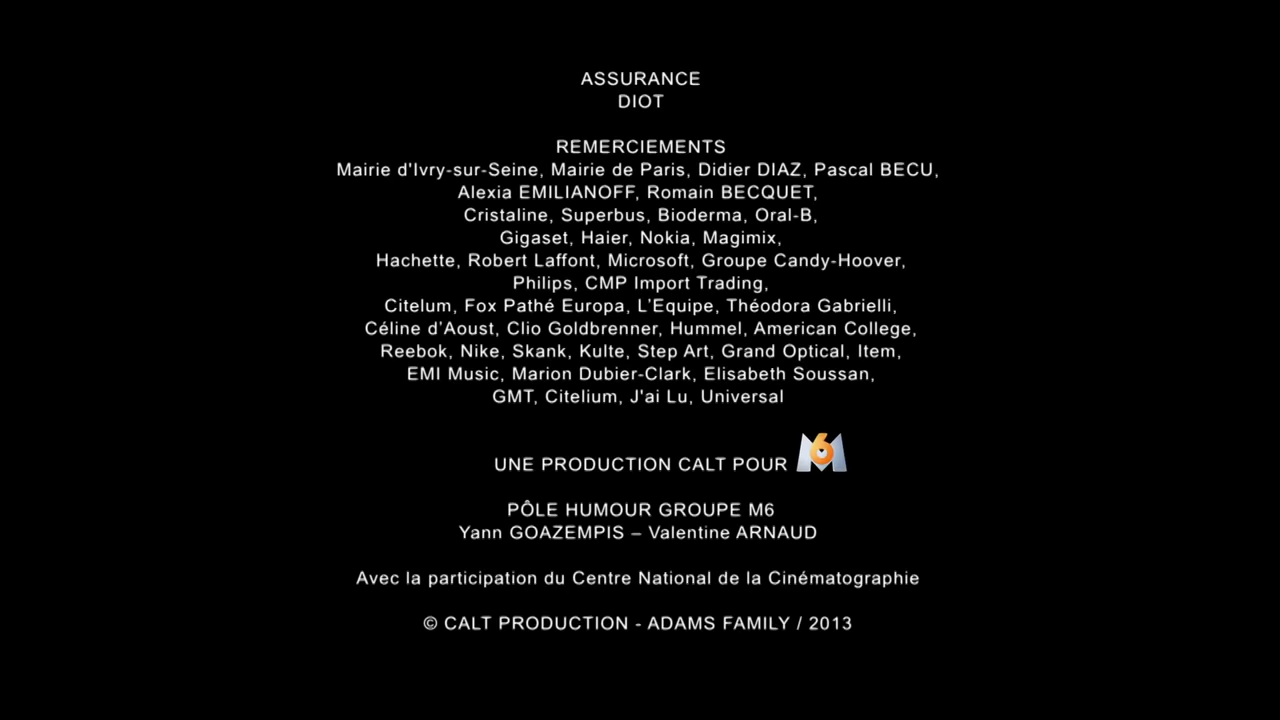 ASSURANCE
DIOT
REMERCIEMENTS
Mairie d'Ivry-sur-Seine, Mairie de Paris, Didier DIAZ, Pascal BECU,
Alexia EMILIANOFF, Romain BECQUET,
Cristaline, Superbus, Bioderma, Oral-B,
Gigaset, Haier, Nokia, Magimix,
Hachette, Robert Laffont, Microsoft, Groupe Candy-Hoover,
Philips, CMP Import Trading,
Citelum, Fox Pathé Europa, L’Equipe, Théodora Gabrielli,
Céline d’Aoust, Clio Goldbrenner, Hummel, American College,
Reebok, Nike, Skank, Kulte, Step Art, Grand Optical, Item,
EMI Music, Marion Dubier-Clark, Elisabeth Soussan,
GMT, Citelium, J'ai Lu, Universal
UNE PRODUCTION CALT POUR M6
PÔLE HUMOUR GROUPE M6
Yann GOAZEMPIS – Valentine ARNAUD
Avec la participation du Centre National de la Cinématographie
© CALT PRODUCTION - ADAMS FAMILY / 2013